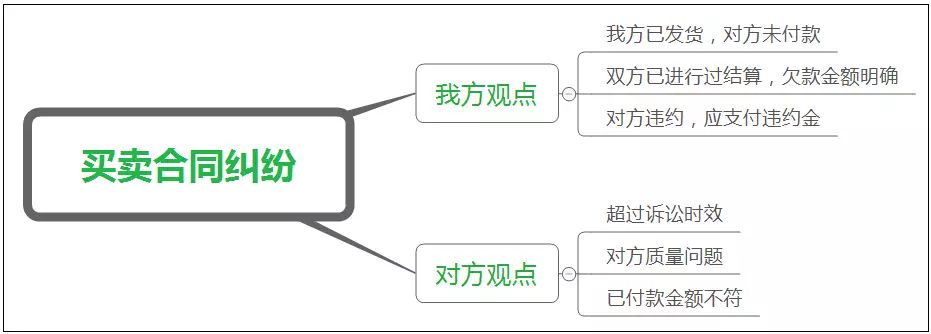 买卖合同纠纷
我方观点
我方已发货，对方未付款
双方已进行过结算，欠款金额明确
对方违约，应支付违约金
对方观点
超过诉讼时效
对方质量问题
已付款金额不符